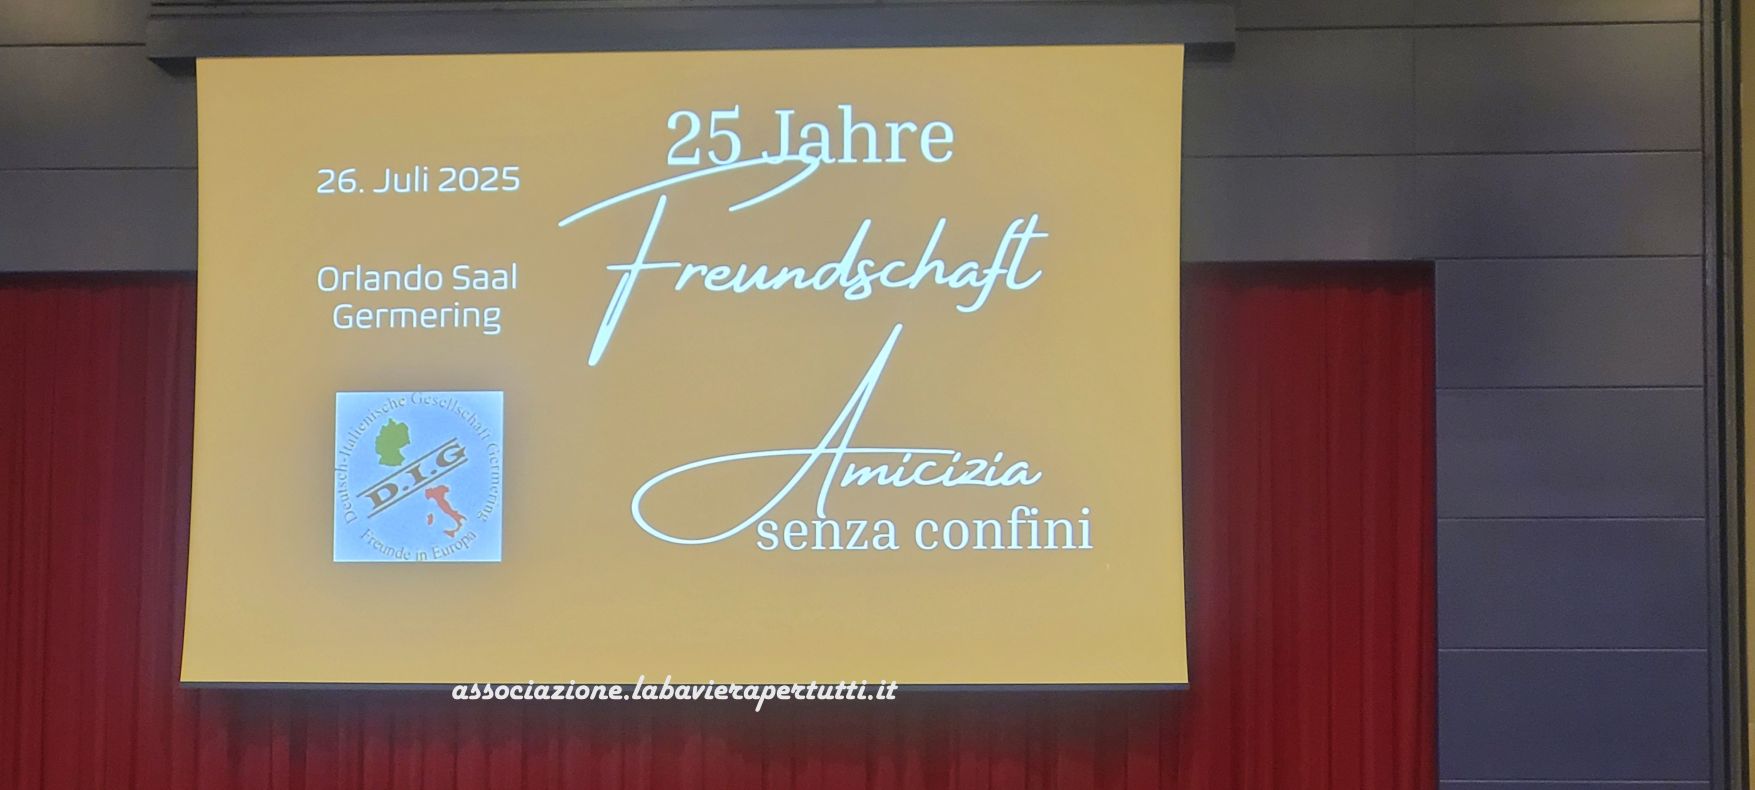 25 Jahre
Freundschaft
Amicizia
senza confini
26. Juli 2025
Orlando Saal
Germering
Deutsch-Italienische Gesellschaft Germering
D.I.G
Freunde in Europa
associazione.labavierapertutti.it